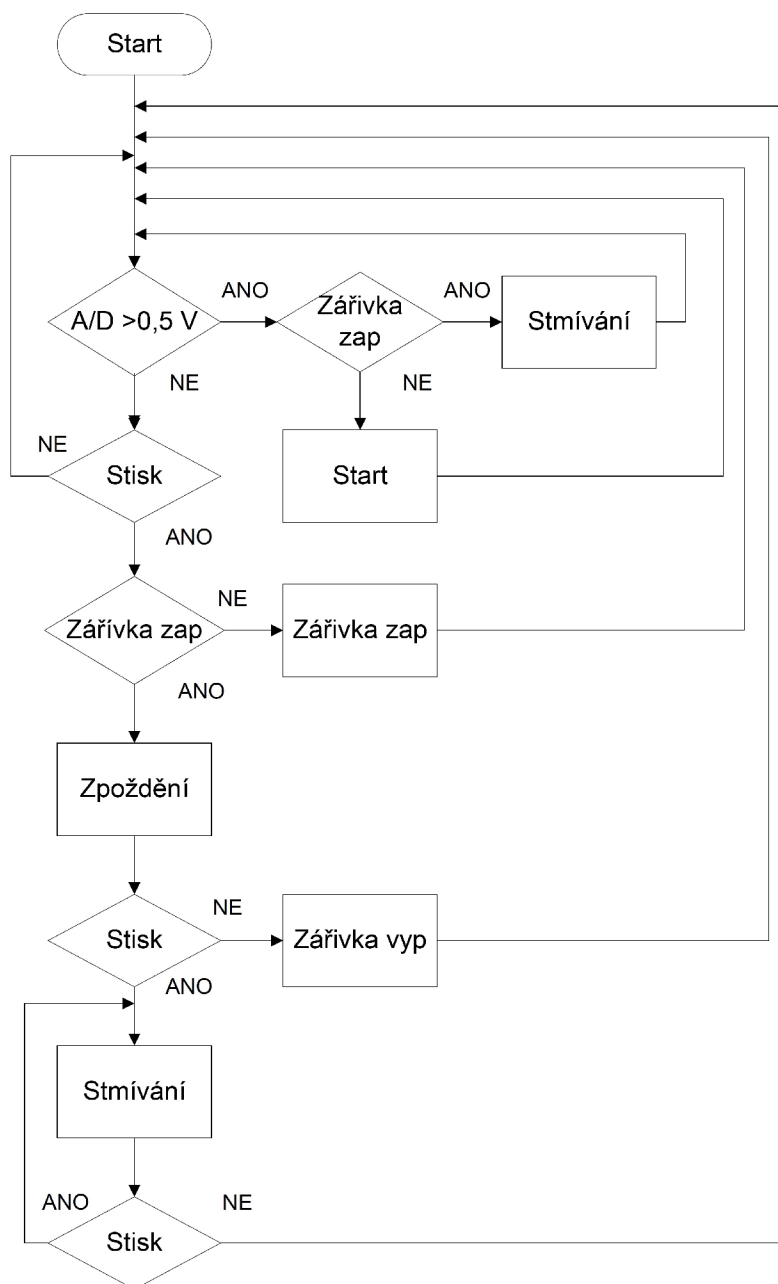 Start
A/D >0,5 V
ANO
Zářivka
zap
ANO
Stmívání
NE
NE
Start
NE
Stisk
ANO
Zářívka zap
NE
Zářivka zap
ANO
Zpoždění
Stisk
NE
Zářivka vyp
ANO
Stmívání
ANO
Stisk
NE